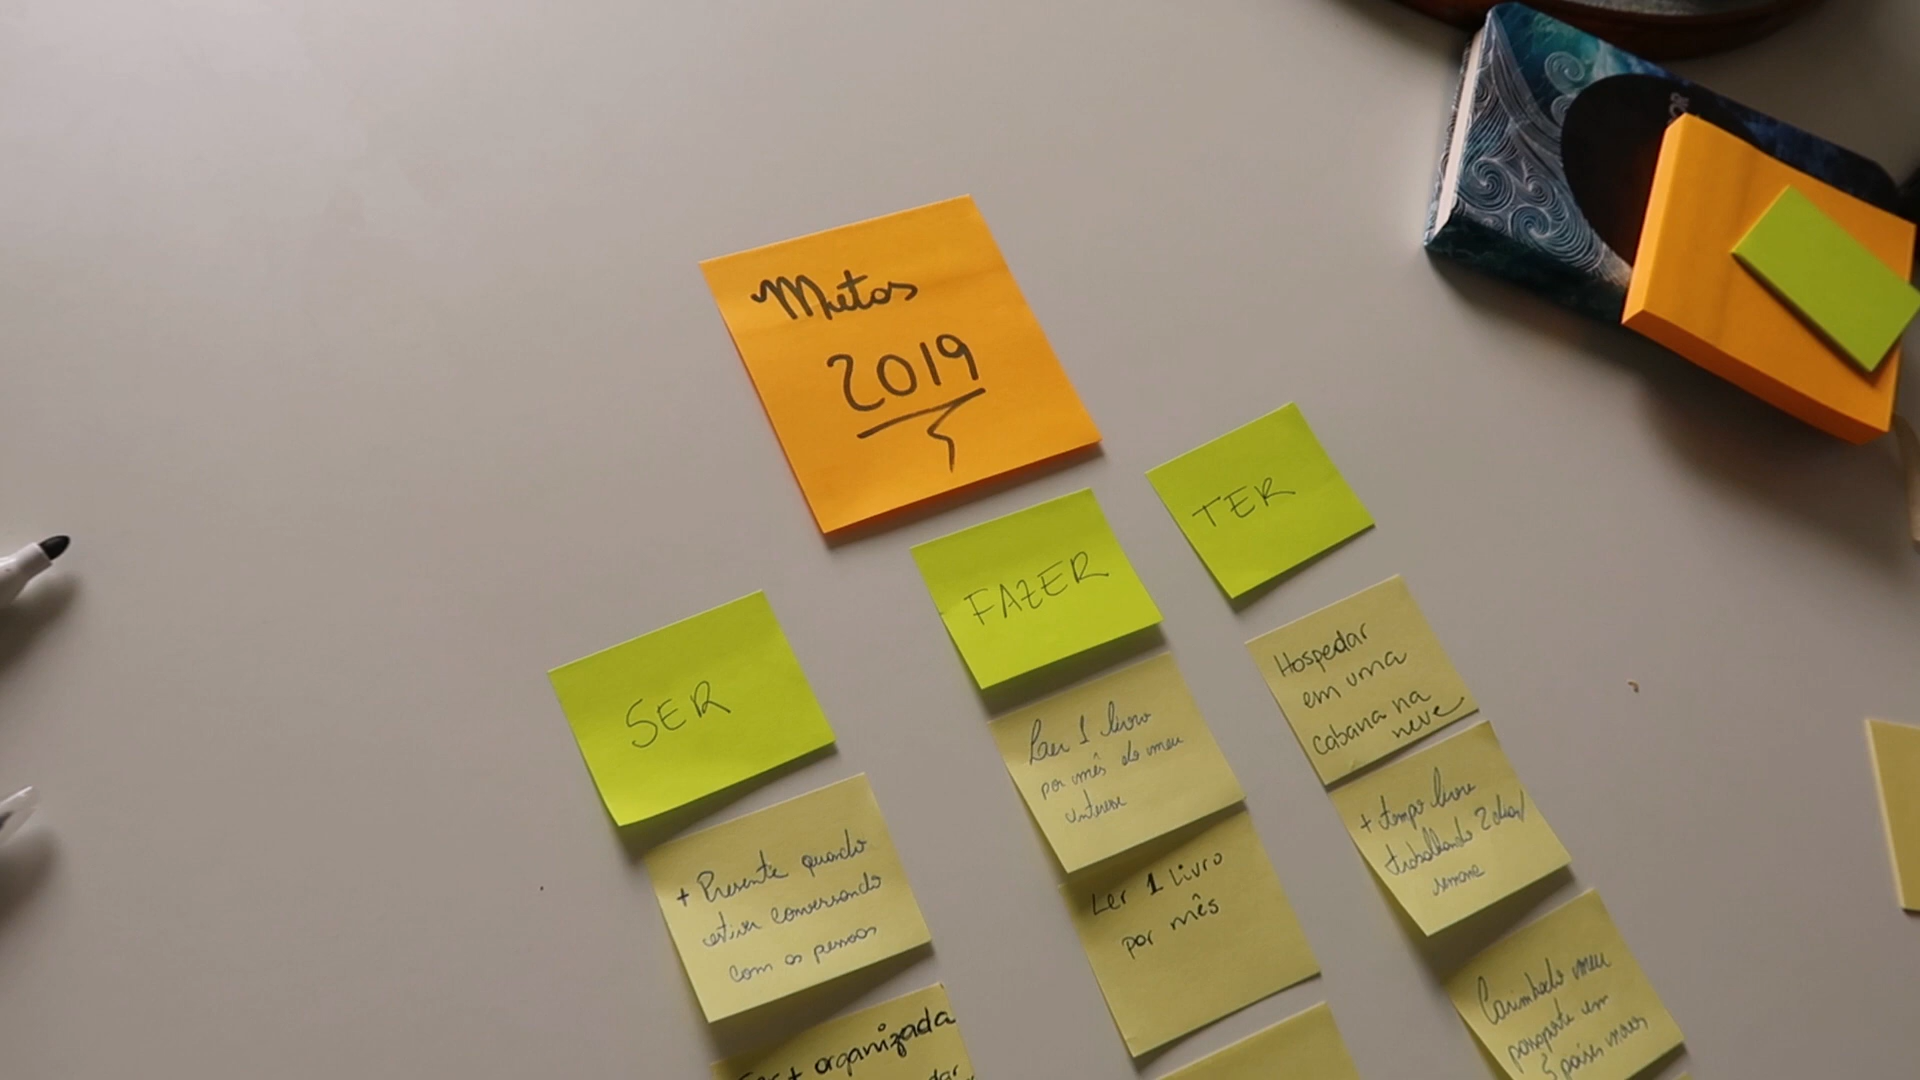 Metas
2019
SER
+ Presente quando
estiver conversando
com as pessoas
Ser + organizada
FAZER
Ler 1 livro
por mês do meu
interesse
Ler 1 Livro
por mês
TER
Hospedar
em uma
cabana na
neve
+ tempo livre
trabalhando 2 dias/
semana
Carimbado meu
passaporte em
países novos